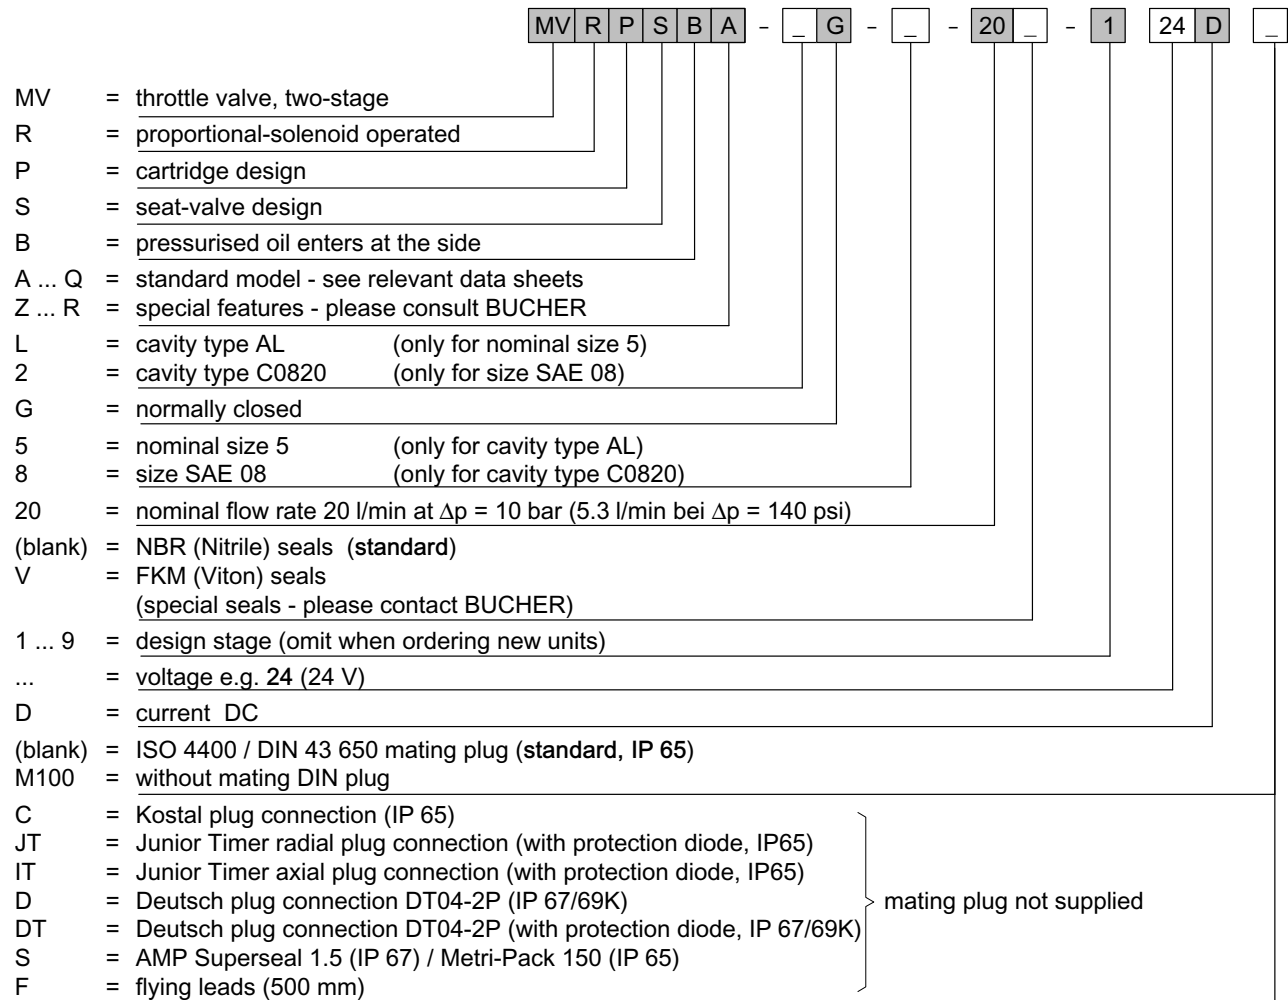 MV R P S B A - _ G - _ - 20 _ - 1 24 D _
MV = throttle valve, two-stage
R = proportional-solenoid operated
P = cartridge design
S = seat-valve design
B = pressurised oil enters at the side
A ... Q = standard model - see relevant data sheets
Z ... R = special features - please consult BUCHER
L = cavity type AL (only for nominal size 5)
2 = cavity type C0820 (only for size SAE 08)
G = normally closed
5 = nominal size 5 (only for cavity type AL)
8 = size SAE 08 (only for cavity type C0820)
20 = nominal flow rate 20 l/min at Δp = 10 bar (5.3 l/min bei Δp = 140 psi)
(blank) = NBR (Nitrile) seals (standard)
V = FKM (Viton) seals
(special seals - please contact BUCHER)
1 ... 9 = design stage (omit when ordering new units)
... = voltage e.g. 24 (24 V)
D = current DC
(blank) = ISO 4400 / DIN 43 650 mating plug (standard, IP 65)
M100 = without mating DIN plug
C = Kostal plug connection (IP 65)
JT = Junior Timer radial plug connection (with protection diode, IP65)
IT = Junior Timer axial plug connection (with protection diode, IP65)
D = Deutsch plug connection DT04-2P (IP 67/69K) mating plug not supplied
DT = Deutsch plug connection DT04-2P (with protection diode, IP 67/69K)
S = AMP Superseal 1.5 (IP 67) / Metri-Pack 150 (IP 65)
F = flying leads (500 mm)